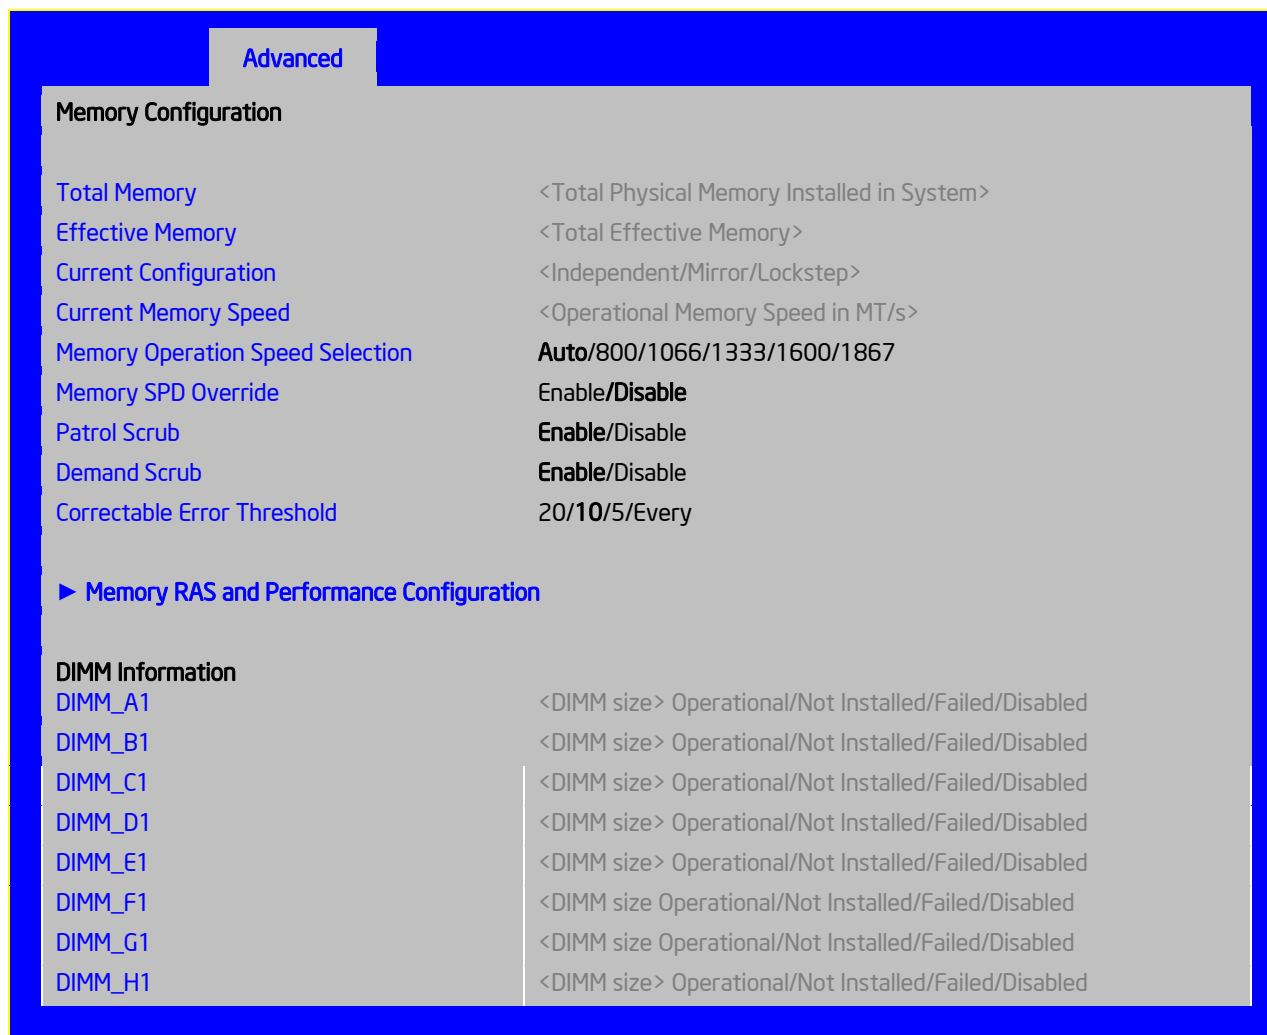 Advanced
Memory Configuration
Total Memory <Total Physical Memory Installed in System>
Effective Memory <Total Effective Memory>
Current Configuration <Independent/Mirror/Lockstep>
Current Memory Speed <Operational Memory Speed in MT/s>
Memory Operation Speed Selection Auto/800/1066/1333/1600/1867
Memory SPD Override Enable/Disable
Patrol Scrub Enable/Disable
Demand Scrub Enable/Disable
Correctable Error Threshold 20/10/5/Every
► Memory RAS and Performance Configuration
DIMM Information
DIMM_A1 <DIMM size> Operational/Not Installed/Failed/Disabled
DIMM_B1 <DIMM size> Operational/Not Installed/Failed/Disabled
DIMM_C1 <DIMM size> Operational/Not Installed/Failed/Disabled
DIMM_D1 <DIMM size> Operational/Not Installed/Failed/Disabled
DIMM_E1 <DIMM size> Operational/Not Installed/Failed/Disabled
DIMM_F1 <DIMM size Operational/Not Installed/Failed/Disabled
DIMM_G1 <DIMM size Operational/Not Installed/Failed/Disabled
DIMM_H1 <DIMM size> Operational/Not Installed/Failed/Disabled